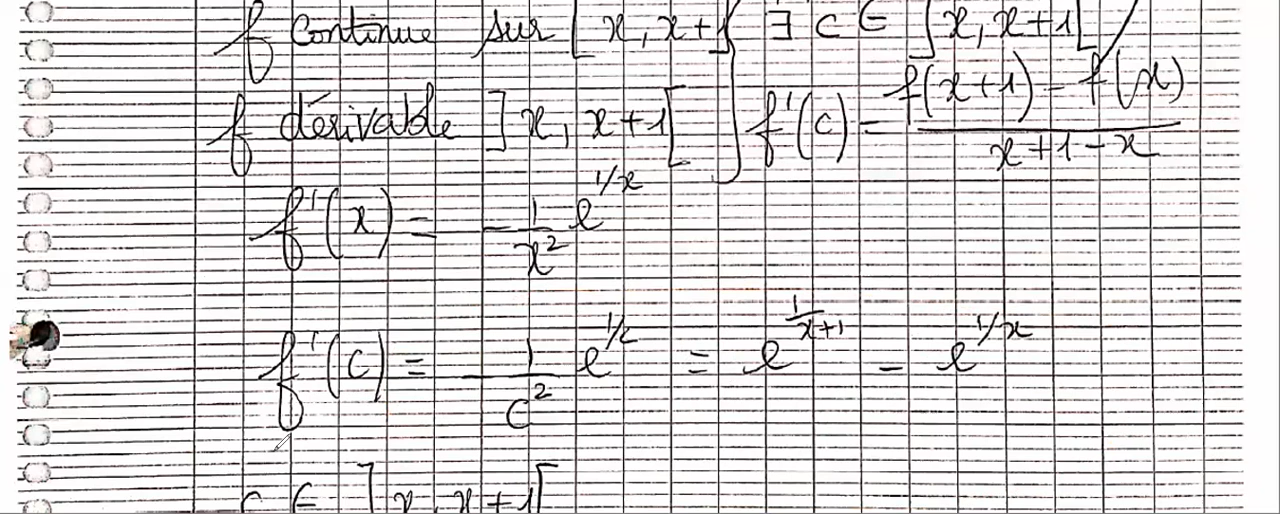 f continue sur [x, x+1] } ∃ c ∈ ]x, x+1[ /
f dérivable ]x, x+1[ } f'(c) = (f(x+1) - f(x)) / (x+1-x)
f'(x) = -1/x² e^(1/x)
f'(c) = -1/c² e^(1/c) = e^(1/(x+1)) - e^(1/x)
c ∈ ]x, x+1[